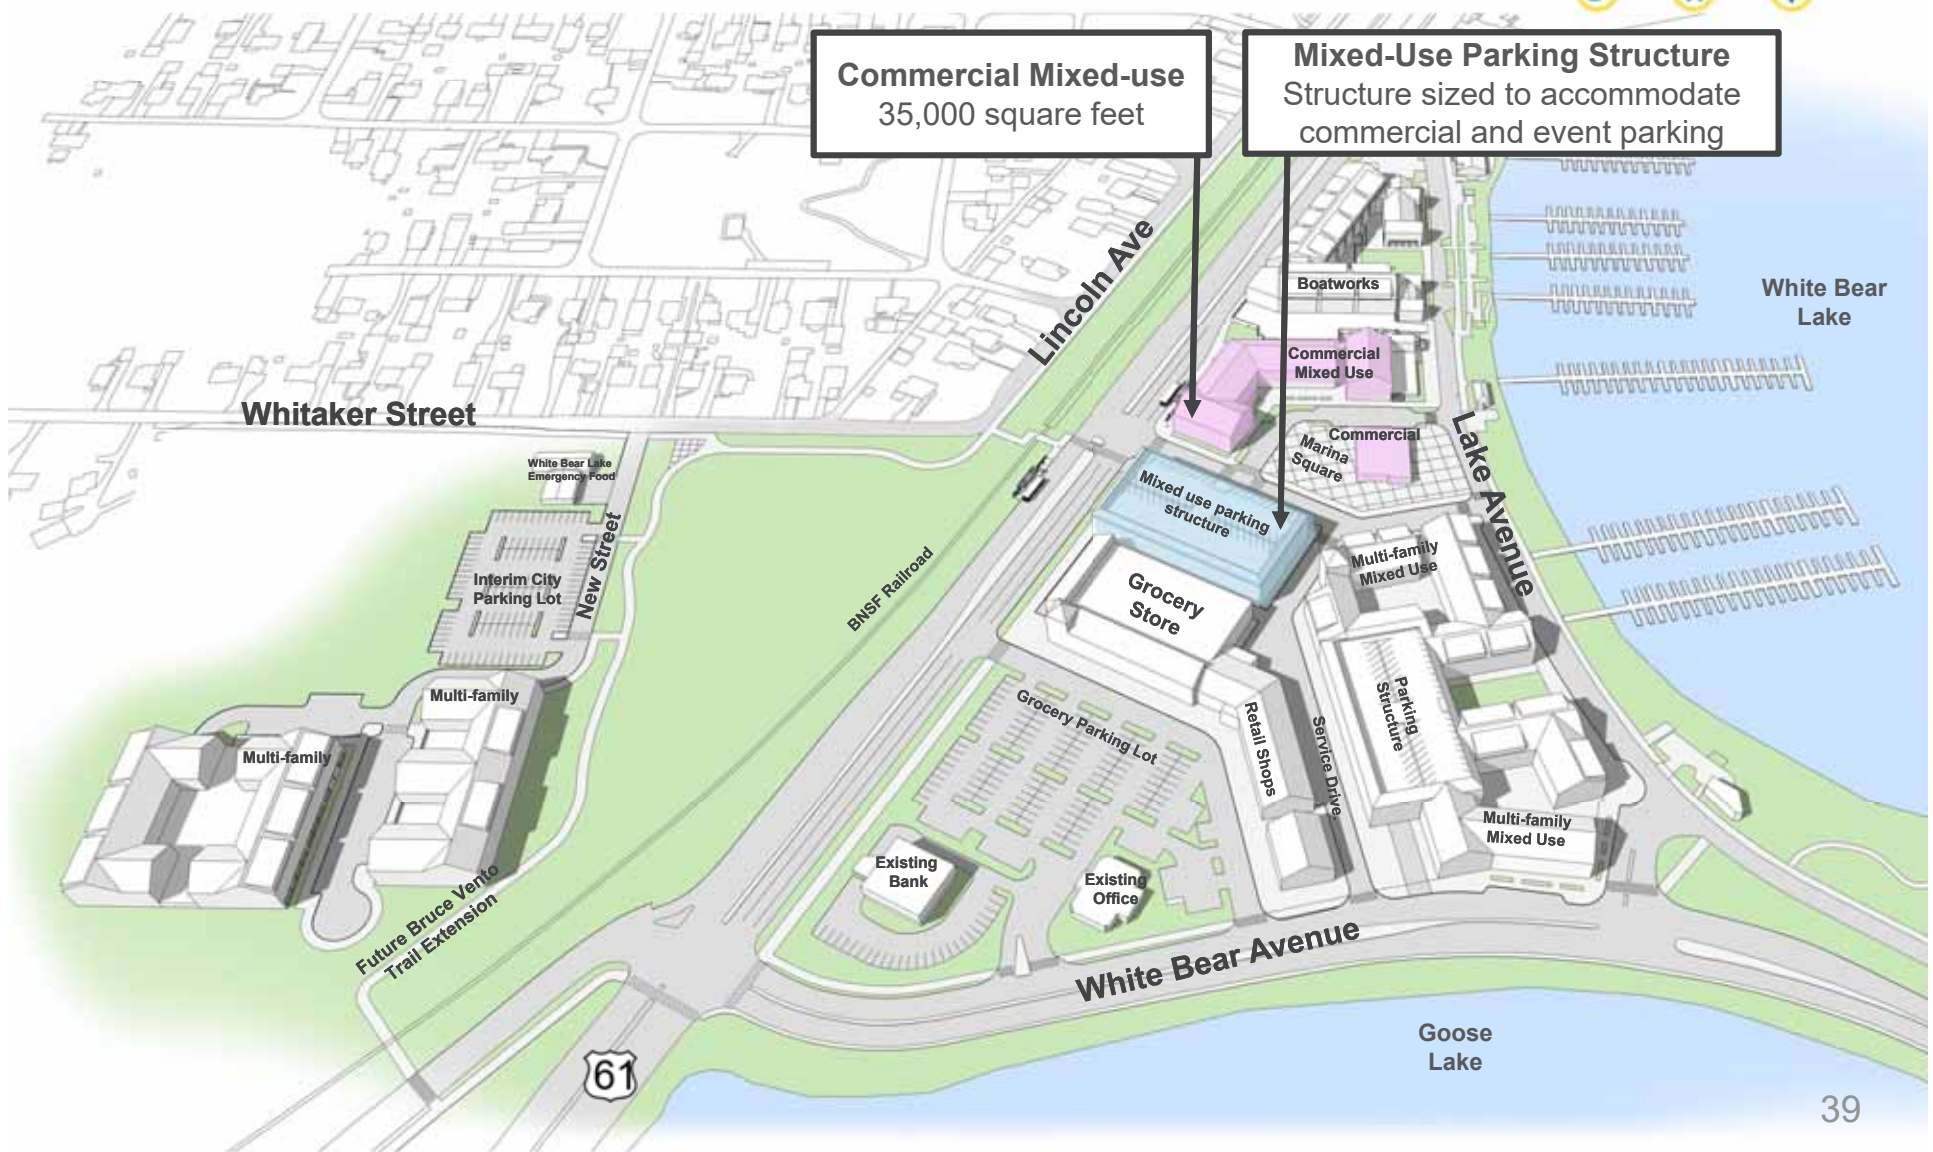 Commercial Mixed-use
35,000 square feet
Mixed-Use Parking Structure
Structure sized to accommodate
commercial and event parking
Lincoln Ave
Boatworks
White Bear
Lake
Commercial
Mixed Use
Whitaker Street
Commercial
Marina
Square
Lake Avenue
White Bear Lake
Emergency Food
Mixed use parking
structure
New Street
Interim City
Parking Lot
BNSF Railroad
Multi-family
Mixed Use
Grocery
Store
Multi-family
Multi-family
Grocery Parking Lot
Retail Shops
Service Drive.
Parking
Structure
Multi-family
Mixed Use
Existing
Bank
Existing
Office
Future Bruce Vento
Trail Extension
White Bear Avenue
Goose
Lake
61
39